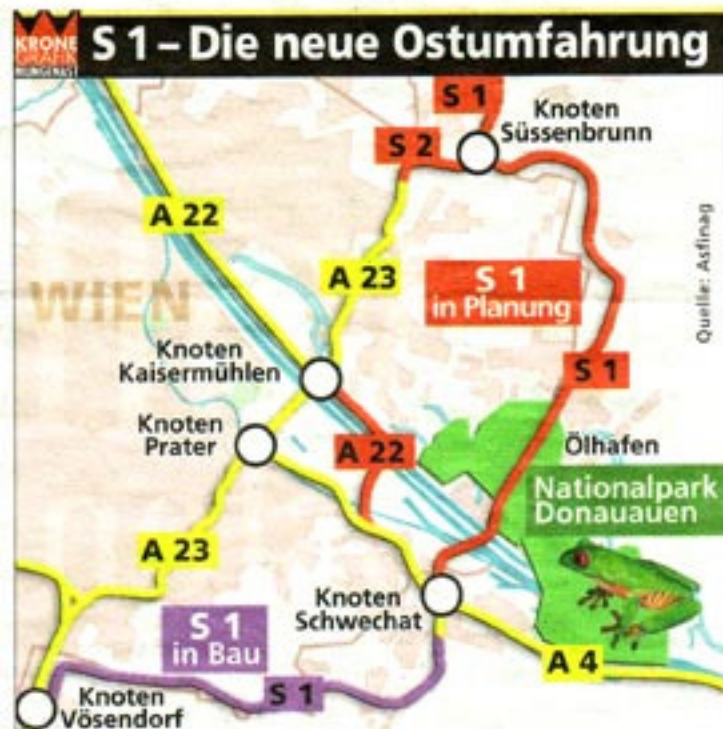 KRONE
GRAFIK
S 1 – Die neue Ostumfahrung
S 1
Knoten
Süssenbrunn
S 2
A 22
A 23
S 1
in Planung
Quelle: Asfinag
WIEN
Knoten
Kaisermühlen
S 1
Knoten
Prater
A 22
Ölhafen
Nationalpark
Donauauen
A 23
Knoten
Schwechat
S 1
in Bau
A 4
S 1
Knoten
Vösendorf